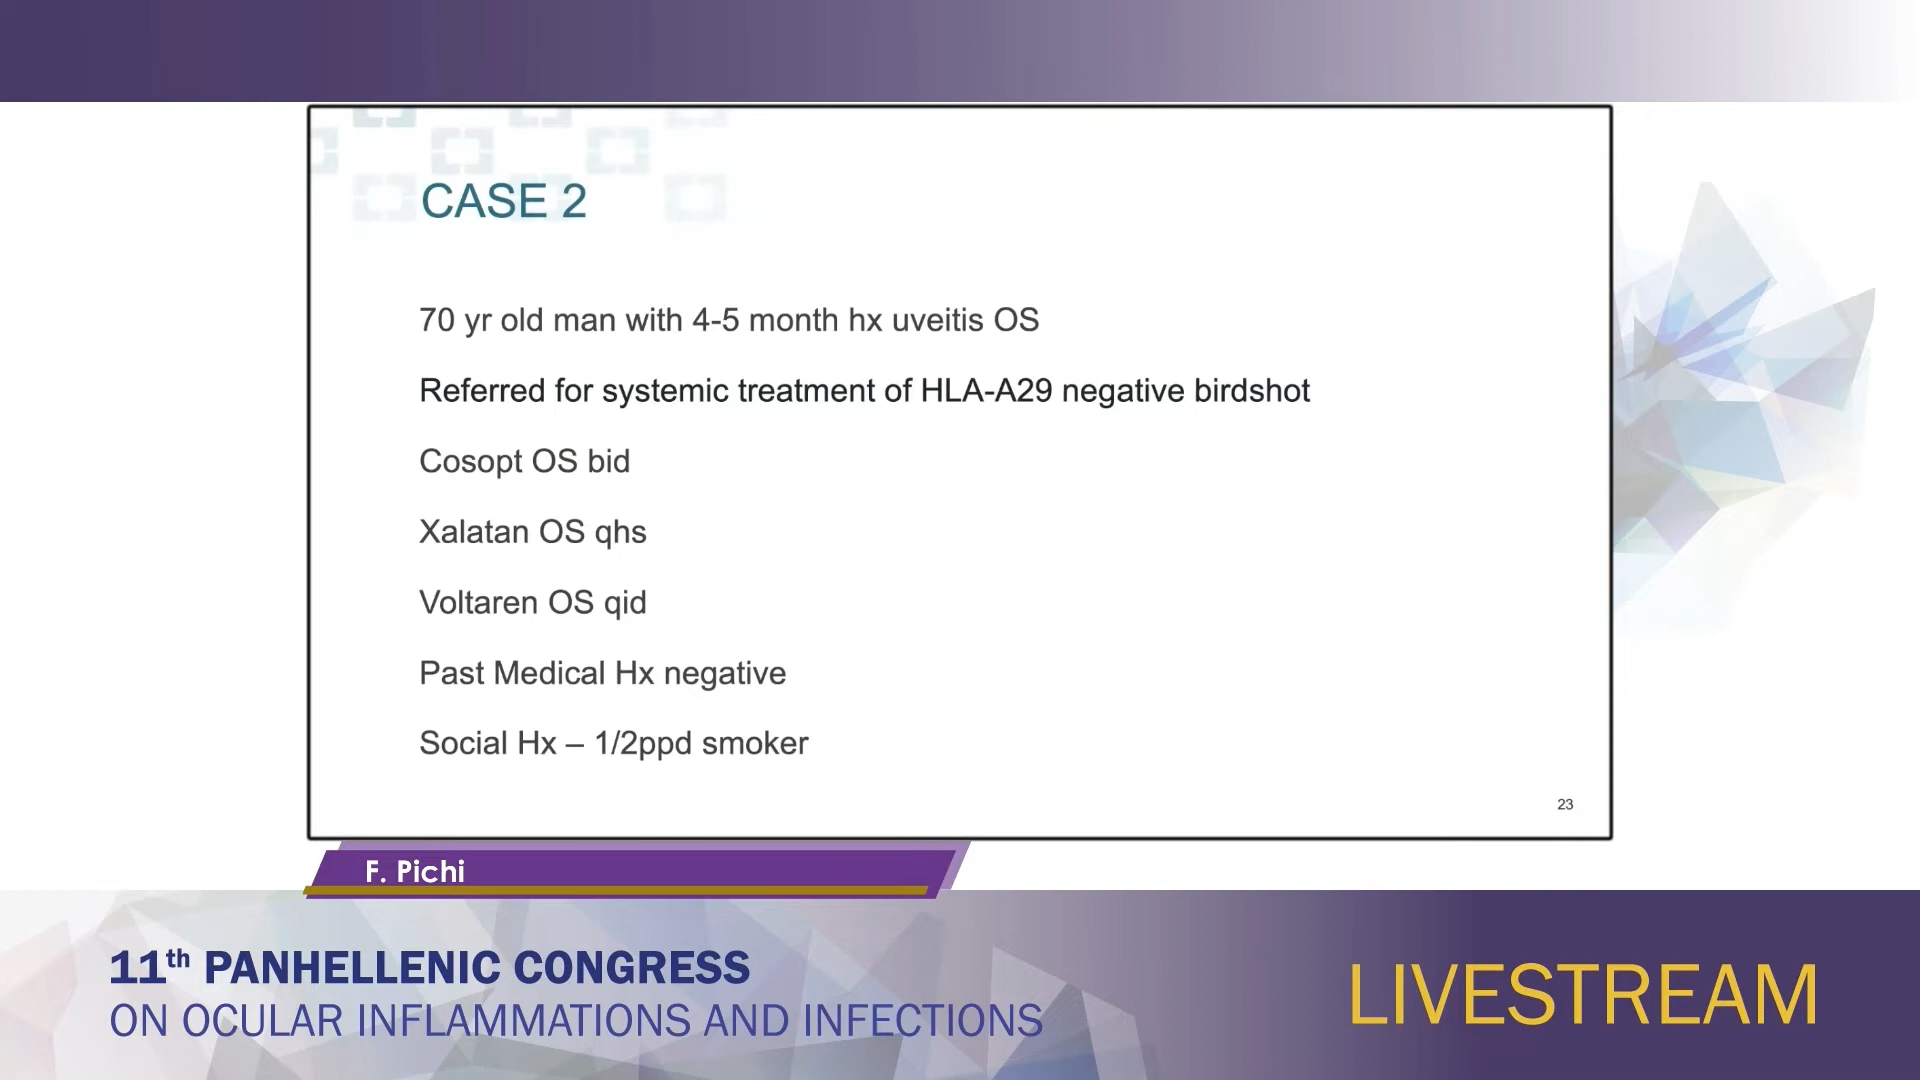 CASE 2
70 yr old man with 4-5 month hx uveitis OS
Referred for systemic treatment of HLA-A29 negative birdshot
Cosopt OS bid
Xalatan OS qhs
Voltaren OS qid
Past Medical Hx negative
Social Hx – 1/2ppd smoker
23
F. Pichi
11th PANHELLENIC CONGRESS
ON OCULAR INFLAMMATIONS AND INFECTIONS
LIVESTREAM